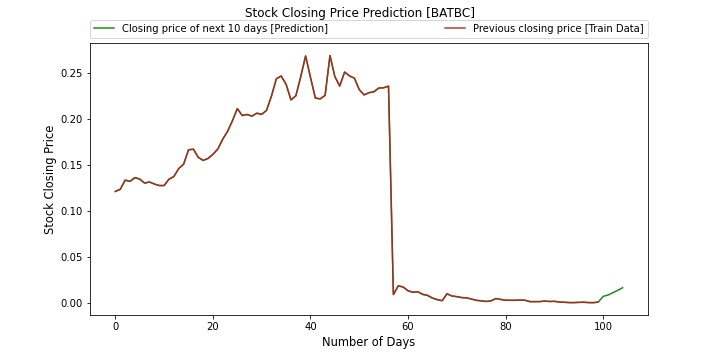 Stock Closing Price Prediction [BATBC]
Closing price of next 10 days [Prediction] Previous closing price [Train Data]
0.25
0.20
0.15
0.10
0.05
0.00
Stock Closing Price
0 20 40 60 80 100
Number of Days